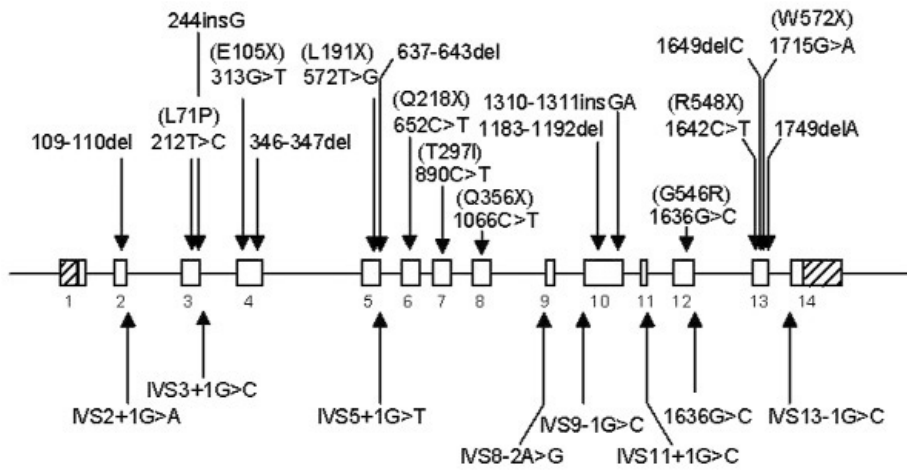 244insG
(W572X)
(E105X)
(L191X)
637-643del
1649delC
1715G>A
313G>T
572T>G
(Q218X)
1310-1311insGA
(R548X)
(L71P)
652C>T
1183-1192del
1642C>T
1749delA
109-110del
212T>C
346-347del
(T297I)
890C>T
(Q356X)
(G546R)
1066C>T
1636G>C
1 2 3 4 5 6 7 8 9 10 11 12 13 14
IVS2+1G>A
IVS3+1G>C
IVS5+1G>T
IVS8-2A>G
IVS9-1G>C
IVS11+1G>C
1636G>C
IVS13-1G>C